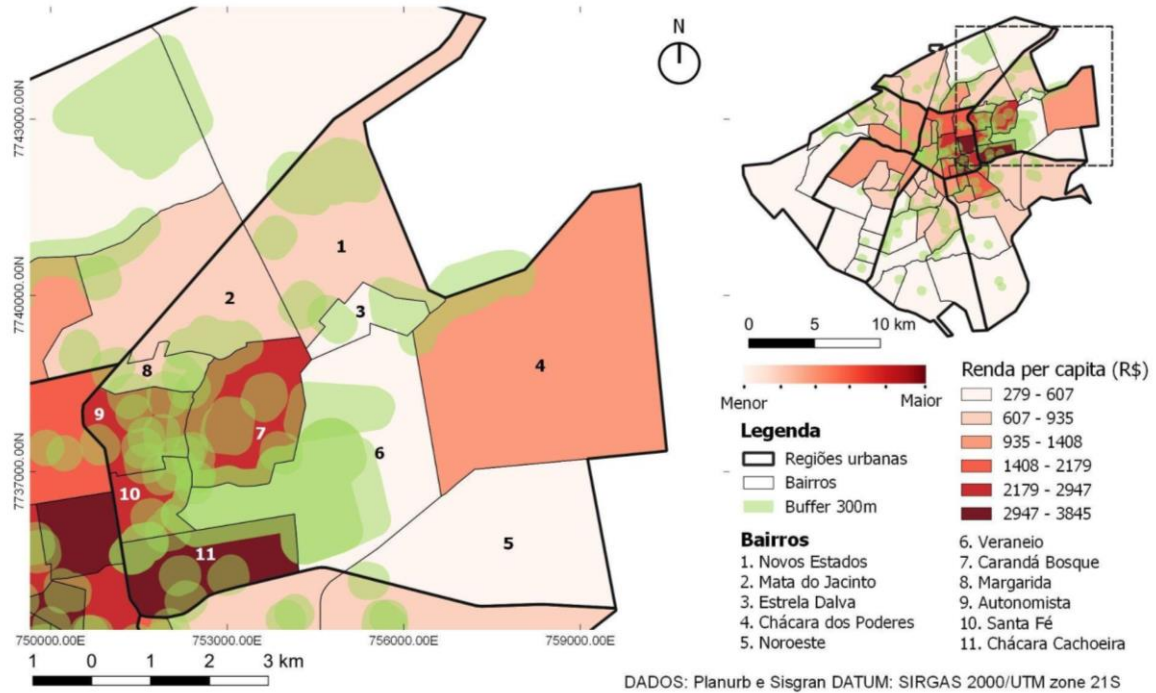 N
7743000.00N
7740000.00N
7737000.00N
1
2
3
4
5
6
7
8
9
10
11
750000.00E
753000.00E
756000.00E
759000.00E
1 0 1 2 3 km
0 5 10 km
Menor Maior
Legenda
Regiões urbanas
Bairros
Buffer 300m
Renda per capita (R$)
279 - 607
607 - 935
935 - 1408
1408 - 2179
2179 - 2947
2947 - 3845
Bairros
1. Novos Estados
2. Mata do Jacinto
3. Estrela Dalva
4. Chácara dos Poderes
5. Noroeste
6. Veraneio
7. Carandá Bosque
8. Margarida
9. Autonomista
10. Santa Fé
11. Chácara Cachoeira
DADOS: Planurb e Sisgran DATUM: SIRGAS 2000/UTM zone 21S